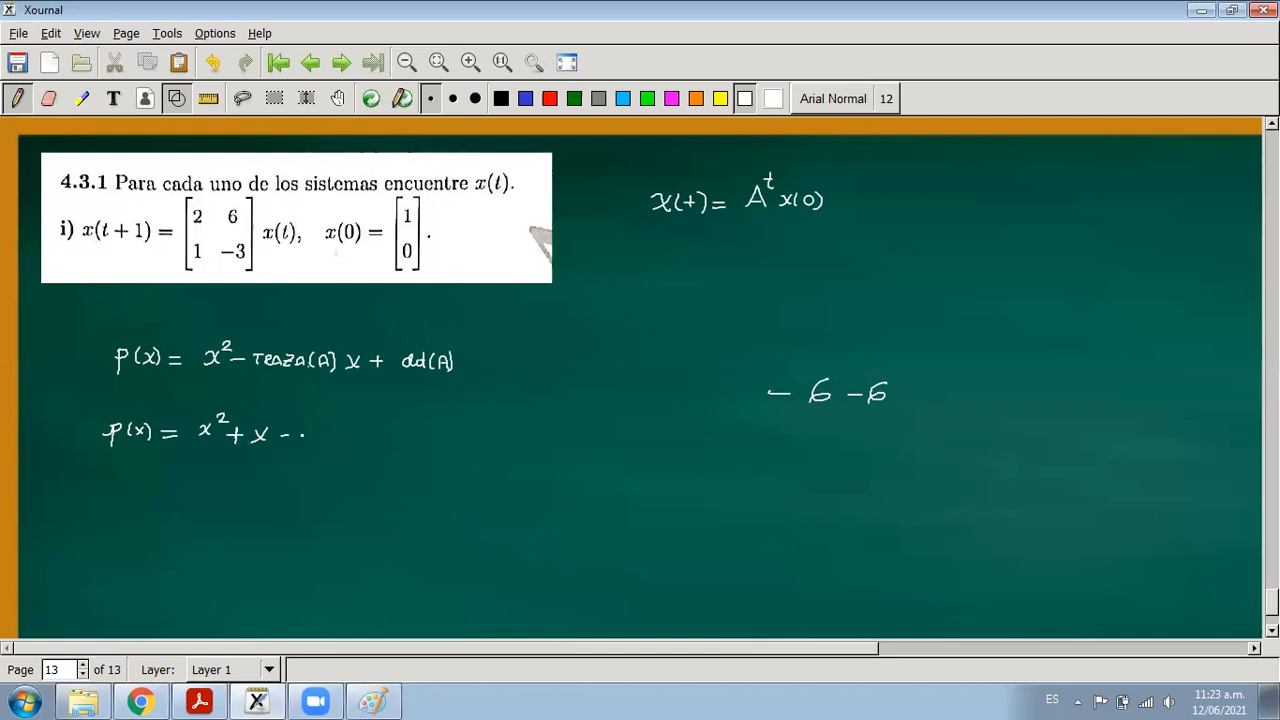 Xournal
File Edit View Page Tools Options Help
Arial Normal 12
4.3.1 Para cada uno de los sistemas encuentre x(t).
i) x(t + 1) = [2 6
1 −3] x(t), x(0) = [1
0].
x(t) = A^t x(0)
p(x) = x² − TRAZA(A) x + dd(A)
− 6 − 6
p(x) = x² + x −
Page 13 of 13 Layer: Layer 1
ES 11:23 a.m.
12/06/2021